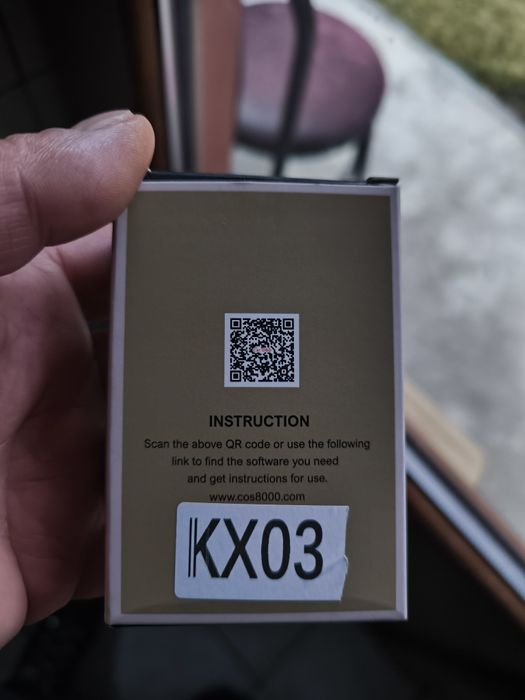 INSTRUCTION
Scan the above QR code or use the following
link to find the software you need
and get instructions for use.
www.cos8000.com
KX03